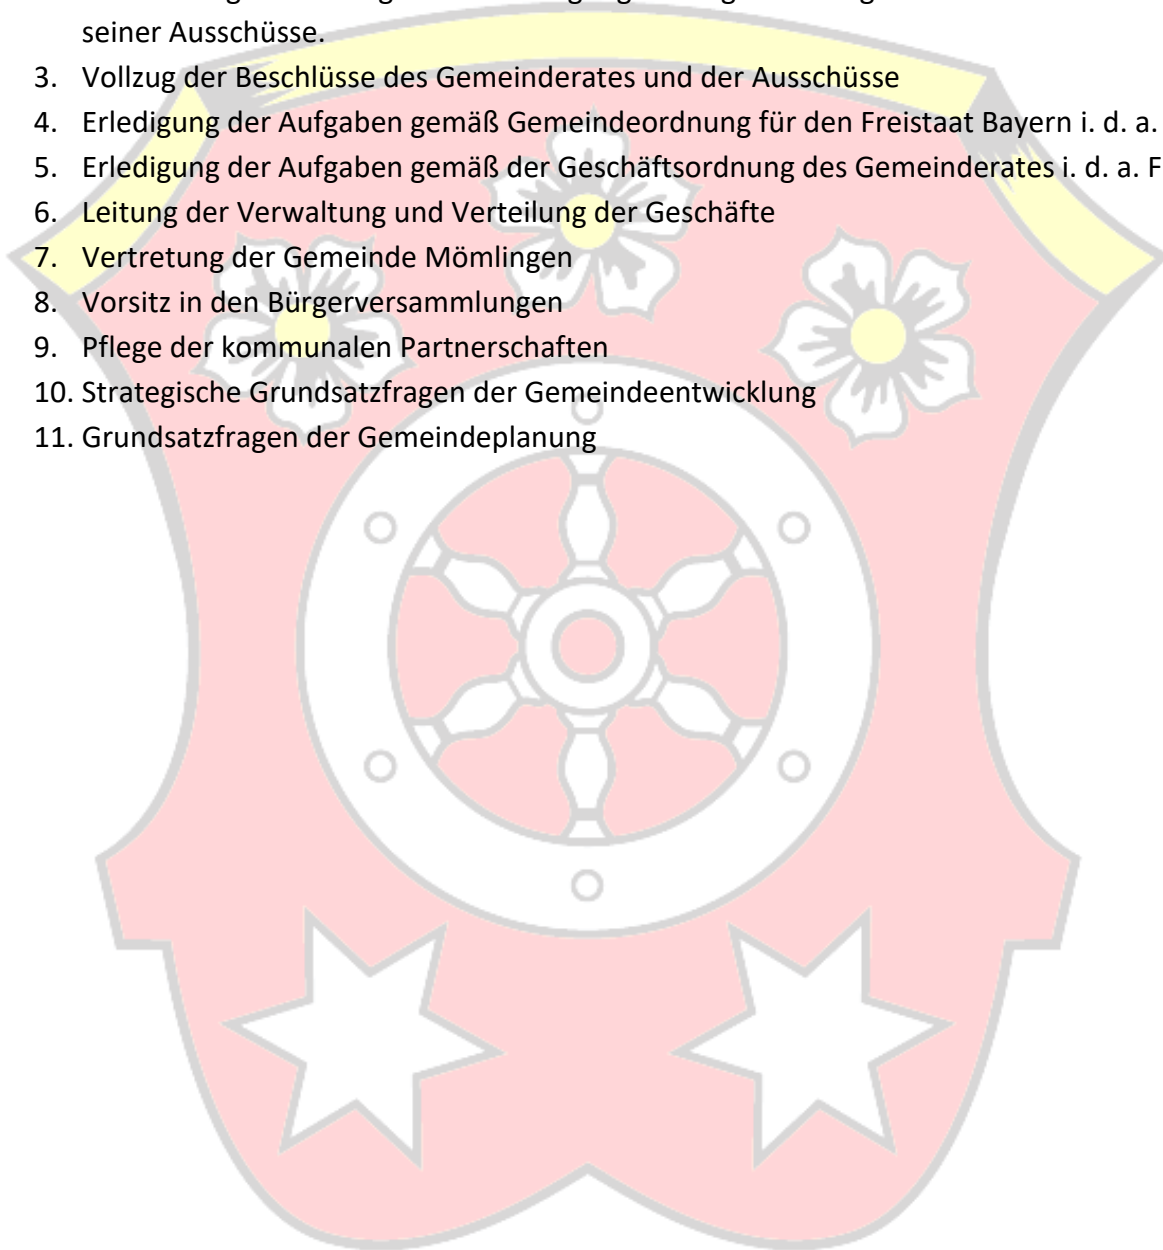 seiner Ausschüsse.
3. Vollzug der Beschlüsse des Gemeinderates und der Ausschüsse
4. Erledigung der Aufgaben gemäß Gemeindeordnung für den Freistaat Bayern i. d. a.
5. Erledigung der Aufgaben gemäß der Geschäftsordnung des Gemeinderates i. d. a. F
6. Leitung der Verwaltung und Verteilung der Geschäfte
7. Vertretung der Gemeinde Mömlingen
8. Vorsitz in den Bürgerversammlungen
9. Pflege der kommunalen Partnerschaften
10. Strategische Grundsatzfragen der Gemeindeentwicklung
11. Grundsatzfragen der Gemeindeplanung